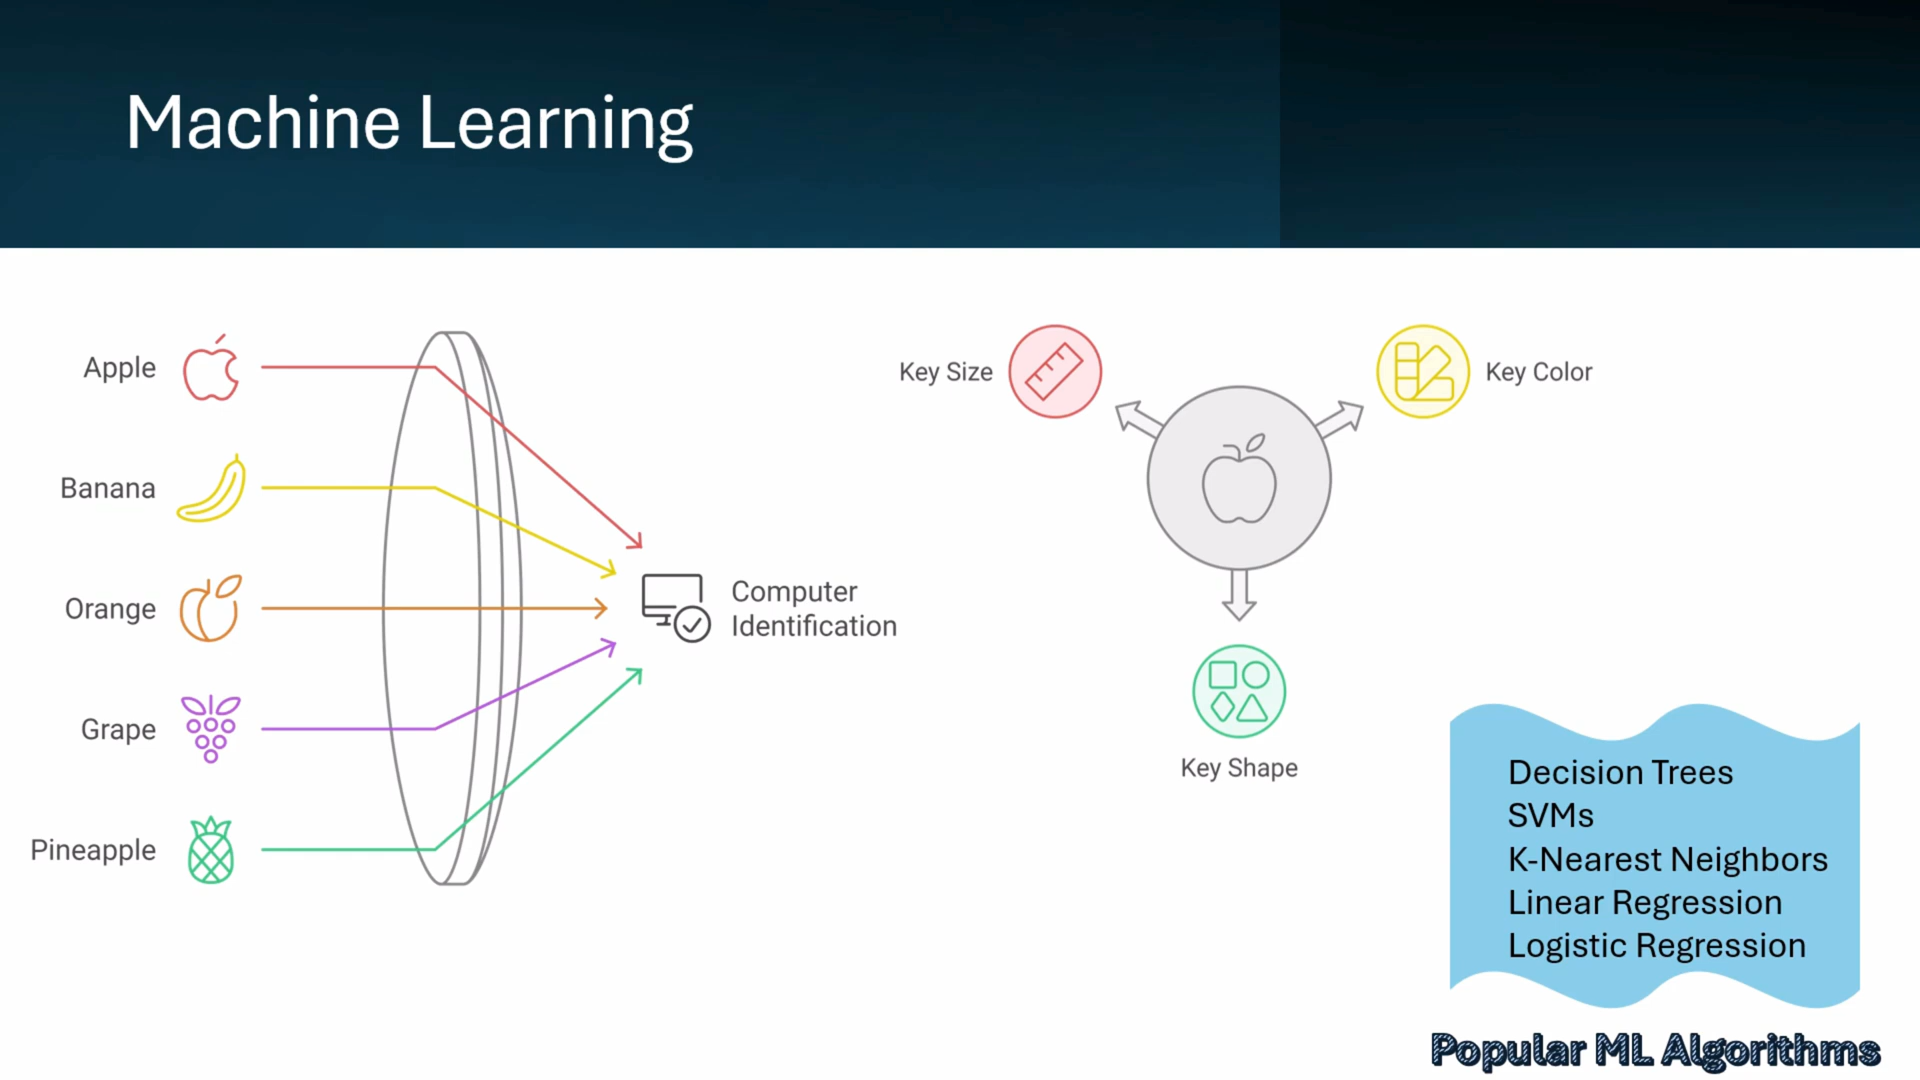 Machine Learning
Apple
Banana
Orange
Grape
Pineapple
Computer
Identification
Key Size
Key Color
Key Shape
Decision Trees
SVMs
K-Nearest Neighbors
Linear Regression
Logistic Regression
Popular ML Algorithms